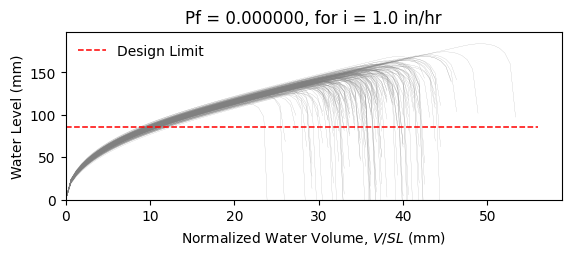 Pf = 0.000000, for i = 1.0 in/hr
Design Limit
Water Level (mm)
150
100
50
0
0 10 20 30 40 50
Normalized Water Volume, V/SL (mm)